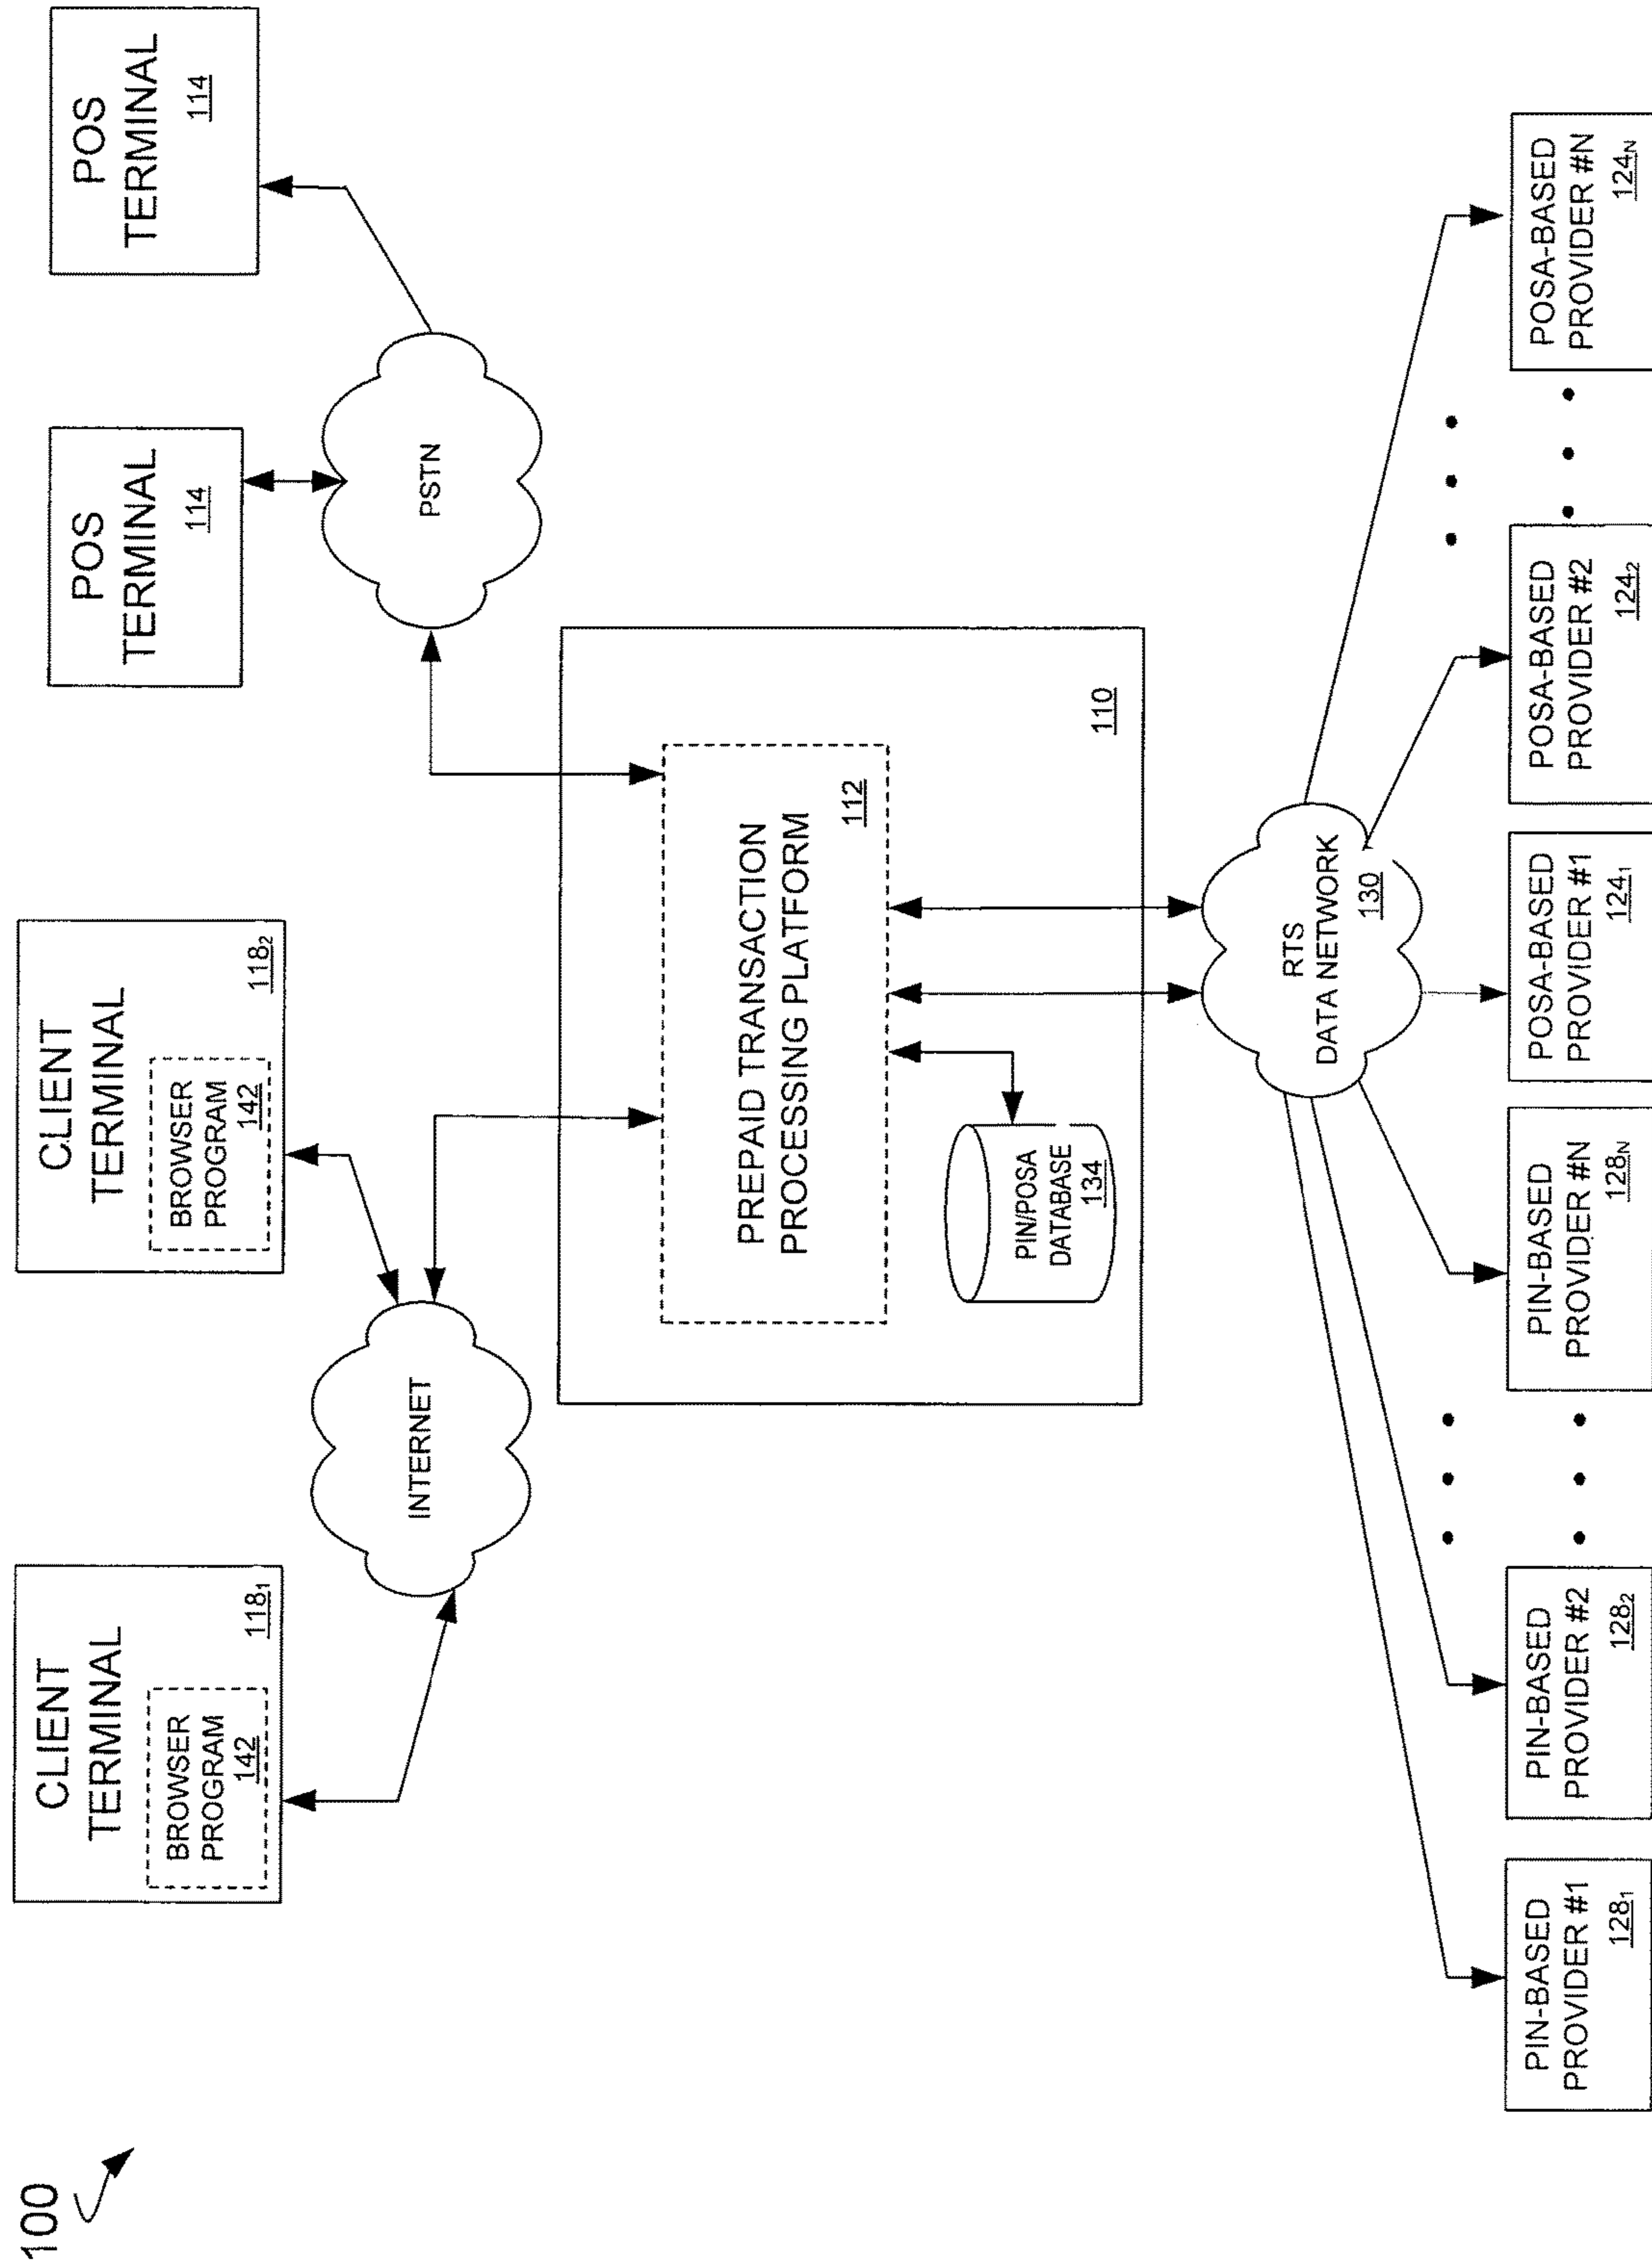 100
CLIENT
TERMINAL
BROWSER
PROGRAM
142
118₁
CLIENT
TERMINAL
BROWSER
PROGRAM
142
118₂
POS
TERMINAL
114
POS
TERMINAL
114
INTERNET
PSTN
PREPAID TRANSACTION
PROCESSING PLATFORM
112
PIN/POSA
DATABASE
134
110
RTS
DATA NETWORK
130
PIN-BASED
PROVIDER #1
128₁
PIN-BASED
PROVIDER #2
128₂
PIN-BASED
PROVIDER #N
128N
POSA-BASED
PROVIDER #1
124₁
POSA-BASED
PROVIDER #2
124₂
POSA-BASED
PROVIDER #N
124N